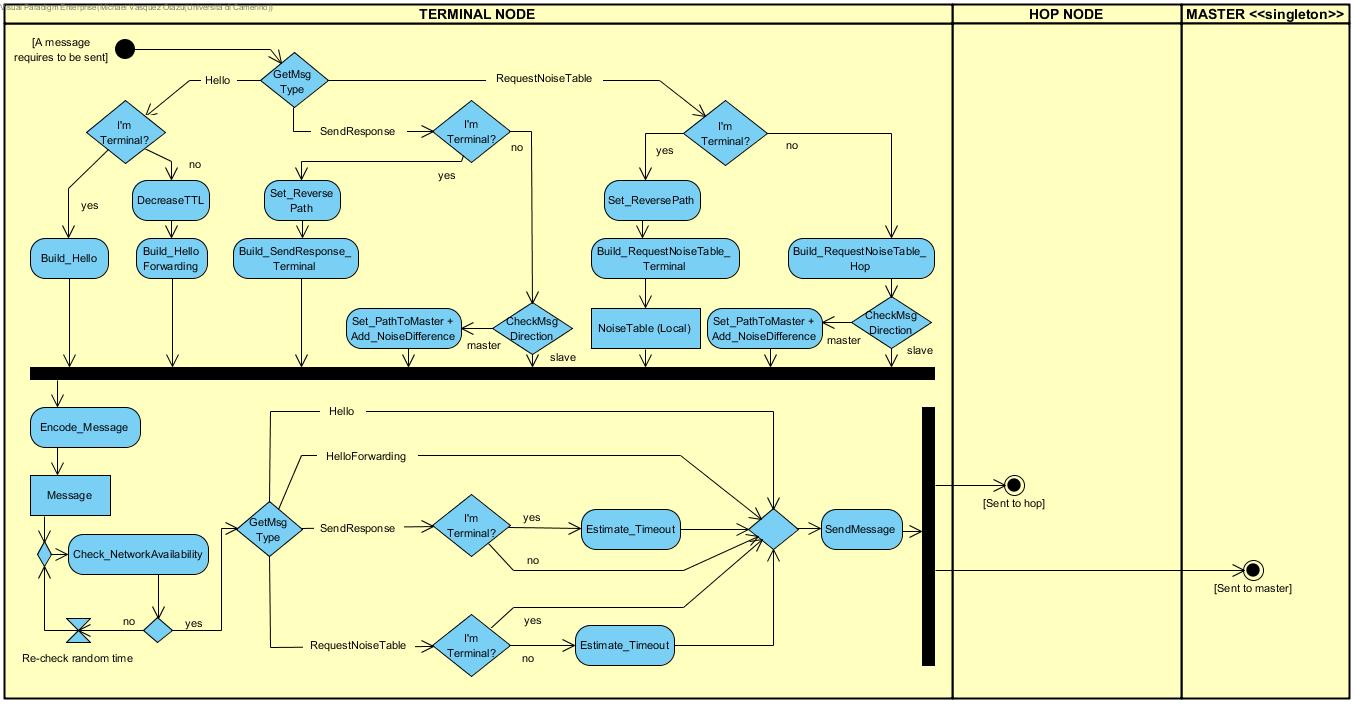 Visual Paradigm Enterprise(Michael Vasquez Otazu(Universita di Camerino))
TERMINAL NODE
HOP NODE
MASTER <<singleton>>
[A message
requires to be sent]
GetMsg
Type
Hello
RequestNoiseTable
I'm
Terminal?
SendResponse
I'm
Terminal?
I'm
Terminal?
no
yes
no
yes
no
yes
DecreaseTTL
Set_Reverse
Path
Set_ReversePath
Build_Hello
Build_Hello
Forwarding
Build_SendResponse_
Terminal
Build_RequestNoiseTable_
Terminal
Build_RequestNoiseTable_
Hop
Set_PathToMaster +
Add_NoiseDifference
master
CheckMsg
Direction
slave
NoiseTable (Local)
Set_PathToMaster +
Add_NoiseDifference
master
CheckMsg
Direction
slave
Encode_Message
Message
Check_NetworkAvailability
no
yes
Re-check random time
GetMsg
Type
Hello
HelloForwarding
SendResponse
I'm
Terminal?
yes
Estimate_Timeout
no
RequestNoiseTable
I'm
Terminal?
yes
no
Estimate_Timeout
SendMessage
[Sent to hop]
[Sent to master]